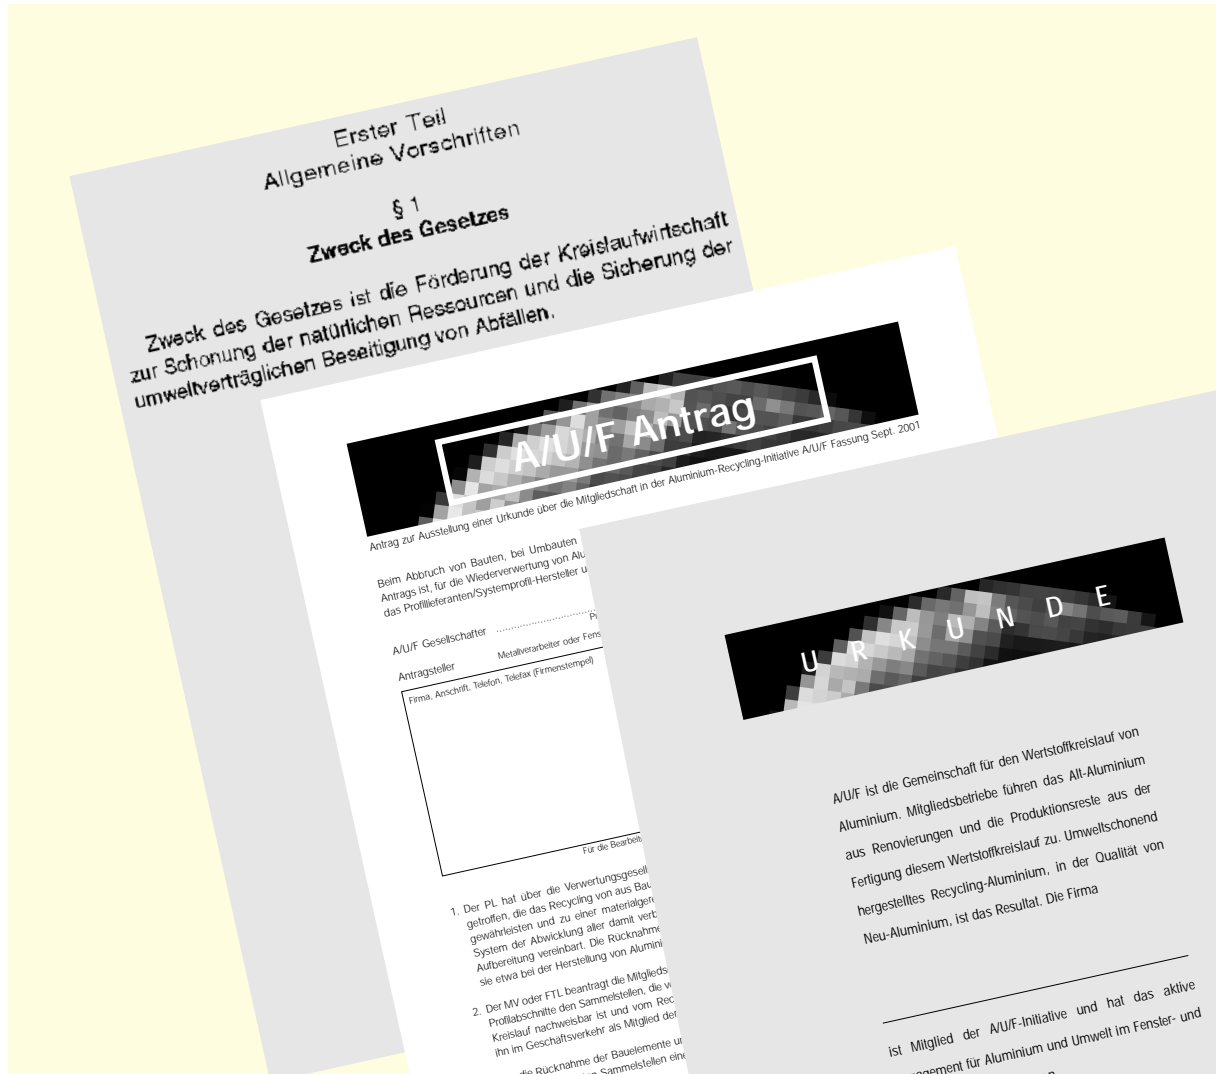 Erster Teil
Allgemeine Vorschriften
§ 1
Zweck des Gesetzes
Zweck des Gesetzes ist die Förderung der Kreislaufwirtschaft
zur Schonung der natürlichen Ressourcen und die Sicherung der
umweltverträglichen Beseitigung von Abfällen.
A/U/F Antrag
Antrag zur Ausstellung einer Urkunde über die Mitgliedschaft in der Aluminium-Recycling-Initiative A/U/F Fassung Sept. 2001
Beim Abbruch von Bauten, bei Umbauten
Antrags ist, für die Wiederverwertung von Alu
das Profillieferanten/Systemprofil-Hersteller u
A/U/F Gesellschafter
Antragsteller Metallverarbeiter oder Fens
Firma, Anschrift, Telefon, Telefax (Firmenstempel)
Für die Bearbeit
1. Der PL hat über die Verwertungsgesell
getroffen, die das Recycling von aus Bau
gewährleisten und zu einer materialger
System der Abwicklung aller damit verb
Aufbereitung vereinbart. Die Rücknahme
sie etwa bei der Herstellung von Alumini
2. Der MV oder FTL beantragt die Mitglieds
Profilabschnitte den Sammelstellen, die v
Kreislauf nachweisbar ist und vom Rec
ihn im Geschäftsverkehr als Mitglied der
die Rücknahme der Bauelemente u
Sammelstellen ein
URKUNDE
A/U/F ist die Gemeinschaft für den Wertstoffkreislauf von
Aluminium. Mitgliedsbetriebe führen das Alt-Aluminium
aus Renovierungen und die Produktionsreste aus der
Fertigung diesem Wertstoffkreislauf zu. Umweltschonend
hergestelltes Recycling-Aluminium, in der Qualität von
Neu-Aluminium, ist das Resultat. Die Firma
ist Mitglied der A/U/F-Initiative und hat das aktive
agement für Aluminium und Umwelt im Fenster- und